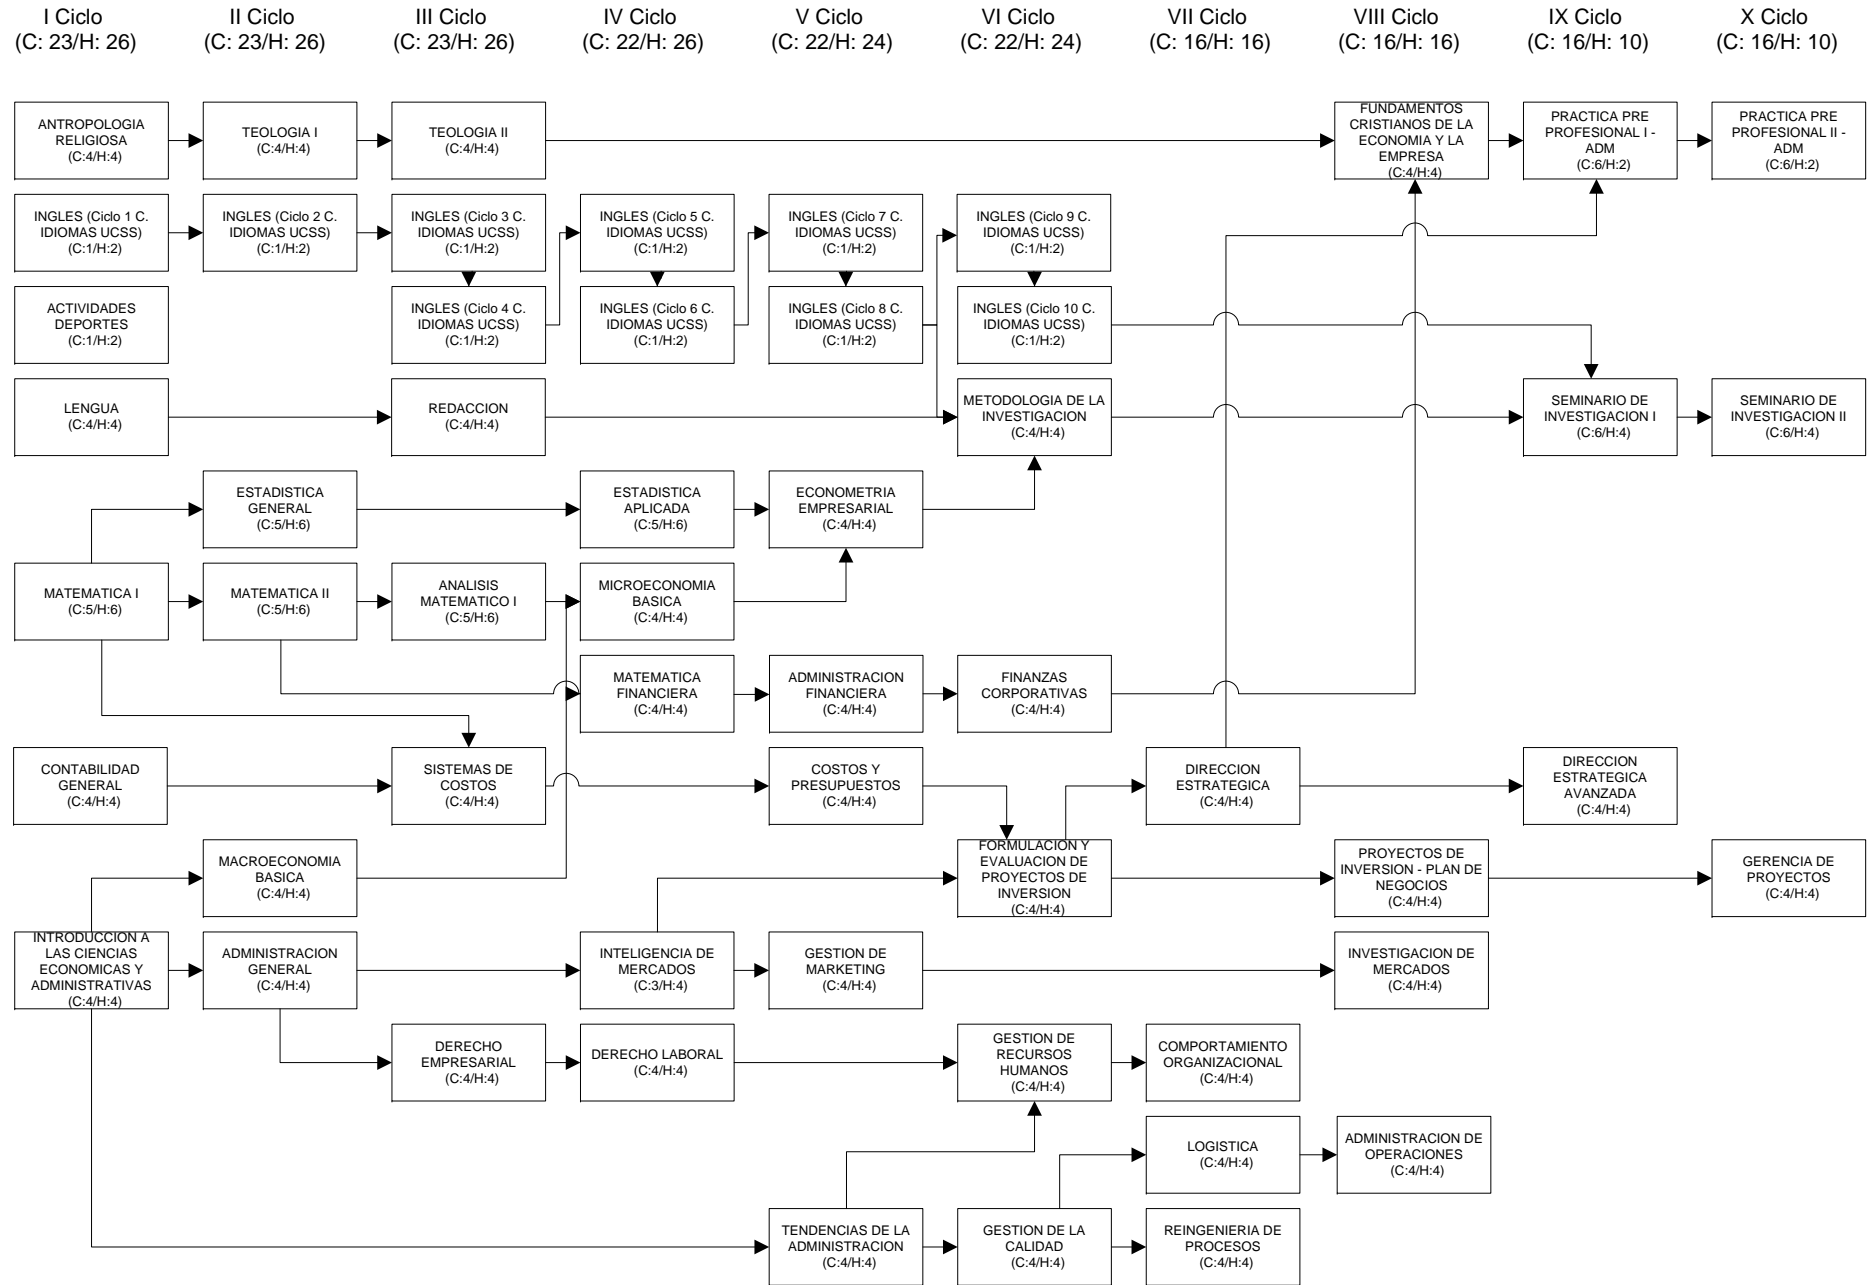 I Ciclo
(C: 23/H: 26)
II Ciclo
(C: 23/H: 26)
III Ciclo
(C: 23/H: 26)
IV Ciclo
(C: 22/H: 26)
V Ciclo
(C: 22/H: 24)
VI Ciclo
(C: 22/H: 24)
VII Ciclo
(C: 16/H: 16)
VIII Ciclo
(C: 16/H: 16)
IX Ciclo
(C: 16/H: 10)
X Ciclo
(C: 16/H: 10)
ANTROPOLOGIA
RELIGIOSA
(C:4/H:4)
TEOLOGIA I
(C:4/H:4)
TEOLOGIA II
(C:4/H:4)
FUNDAMENTOS
CRISTIANOS DE LA
ECONOMIA Y LA
EMPRESA
(C:4/H:4)
PRACTICA PRE
PROFESIONAL I -
ADM
(C:6/H:2)
PRACTICA PRE
PROFESIONAL II -
ADM
(C:6/H:2)
INGLES (Ciclo 1 C.
IDIOMAS UCSS)
(C:1/H:2)
INGLES (Ciclo 2 C.
IDIOMAS UCSS)
(C:1/H:2)
INGLES (Ciclo 3 C.
IDIOMAS UCSS)
(C:1/H:2)
INGLES (Ciclo 5 C.
IDIOMAS UCSS)
(C:1/H:2)
INGLES (Ciclo 7 C.
IDIOMAS UCSS)
(C:1/H:2)
INGLES (Ciclo 9 C.
IDIOMAS UCSS)
(C:1/H:2)
ACTIVIDADES
DEPORTES
(C:1/H:2)
INGLES (Ciclo 4 C.
IDIOMAS UCSS)
(C:1/H:2)
INGLES (Ciclo 6 C.
IDIOMAS UCSS)
(C:1/H:2)
INGLES (Ciclo 8 C.
IDIOMAS UCSS)
(C:1/H:2)
INGLES (Ciclo 10 C.
IDIOMAS UCSS)
(C:1/H:2)
LENGUA
(C:4/H:4)
REDACCION
(C:4/H:4)
METODOLOGIA DE LA
INVESTIGACION
(C:4/H:4)
SEMINARIO DE
INVESTIGACION I
(C:6/H:4)
SEMINARIO DE
INVESTIGACION II
(C:6/H:4)
ESTADISTICA
GENERAL
(C:5/H:6)
ESTADISTICA
APLICADA
(C:5/H:6)
ECONOMETRIA
EMPRESARIAL
(C:4/H:4)
MATEMATICA I
(C:5/H:6)
MATEMATICA II
(C:5/H:6)
ANALISIS
MATEMATICO I
(C:5/H:6)
MICROECONOMIA
BASICA
(C:4/H:4)
MATEMATICA
FINANCIERA
(C:4/H:4)
ADMINISTRACION
FINANCIERA
(C:4/H:4)
FINANZAS
CORPORATIVAS
(C:4/H:4)
CONTABILIDAD
GENERAL
(C:4/H:4)
SISTEMAS DE
COSTOS
(C:4/H:4)
COSTOS Y
PRESUPUESTOS
(C:4/H:4)
DIRECCION
ESTRATEGICA
(C:4/H:4)
DIRECCION
ESTRATEGICA
AVANZADA
(C:4/H:4)
MACROECONOMIA
BASICA
(C:4/H:4)
FORMULACION Y
EVALUACION DE
PROYECTOS DE
INVERSION
(C:4/H:4)
PROYECTOS DE
INVERSION - PLAN DE
NEGOCIOS
(C:4/H:4)
GERENCIA DE
PROYECTOS
(C:4/H:4)
INTRODUCCION A
LAS CIENCIAS
ECONOMICAS Y
ADMINISTRATIVAS
(C:4/H:4)
ADMINISTRACION
GENERAL
(C:4/H:4)
INTELIGENCIA DE
MERCADOS
(C:3/H:4)
GESTION DE
MARKETING
(C:4/H:4)
INVESTIGACION DE
MERCADOS
(C:4/H:4)
DERECHO
EMPRESARIAL
(C:4/H:4)
DERECHO LABORAL
(C:4/H:4)
GESTION DE
RECURSOS
HUMANOS
(C:4/H:4)
COMPORTAMIENTO
ORGANIZACIONAL
(C:4/H:4)
LOGISTICA
(C:4/H:4)
ADMINISTRACION DE
OPERACIONES
(C:4/H:4)
TENDENCIAS DE LA
ADMINISTRACION
(C:4/H:4)
GESTION DE LA
CALIDAD
(C:4/H:4)
REINGENIERIA DE
PROCESOS
(C:4/H:4)